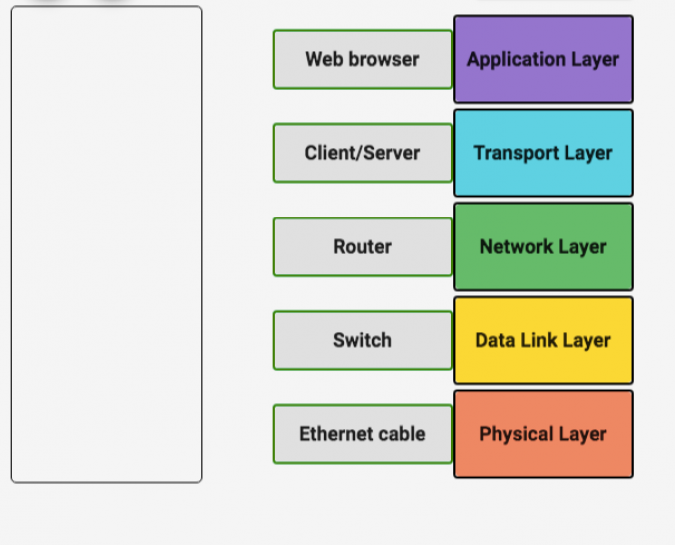 Web browser
Application Layer
Client/Server
Transport Layer
Router
Network Layer
Switch
Data Link Layer
Ethernet cable
Physical Layer